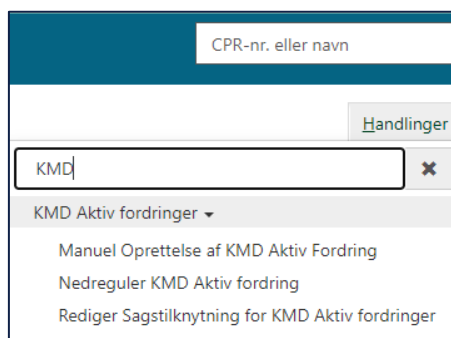 CPR-nr. eller navn
Handlinger
KMD
KMD Aktiv fordringer
Manuel Oprettelse af KMD Aktiv Fordring
Nedreguler KMD Aktiv fordring
Rediger Sagstilknytning for KMD Aktiv fordringer